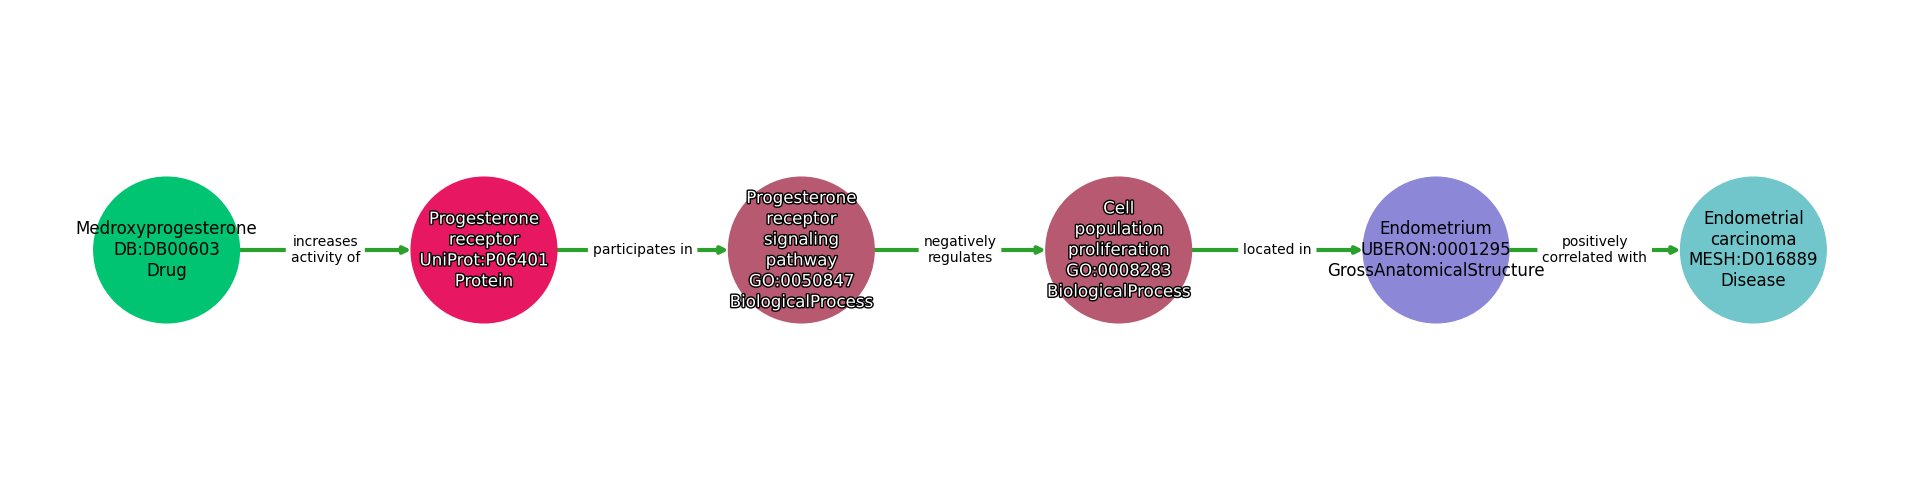 Medroxyprogesterone
DB:DB00603
Drug
increases
activity of
Progesterone
receptor
UniProt:P06401
Protein
participates in
Progesterone
receptor
signaling
pathway
GO:0050847
BiologicalProcess
negatively
regulates
Cell
population
proliferation
GO:0008283
BiologicalProcess
located in
Endometrium
UBERON:0001295
GrossAnatomicalStructure
positively
correlated with
Endometrial
carcinoma
MESH:D016889
Disease